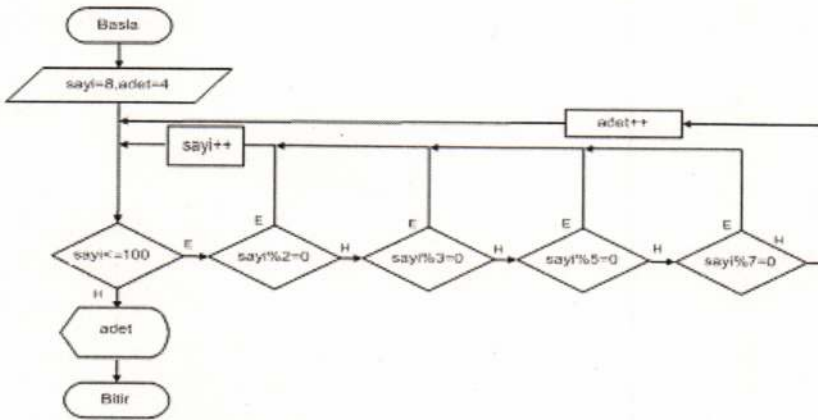 Basla
sayi=8,adet=4
adet++
sayi++
E
E
E
E
sayi<=100
E
sayi%2=0
H
sayi%3=0
H
sayi%5=0
H
sayi%7=0
H
H
adet
Bitir